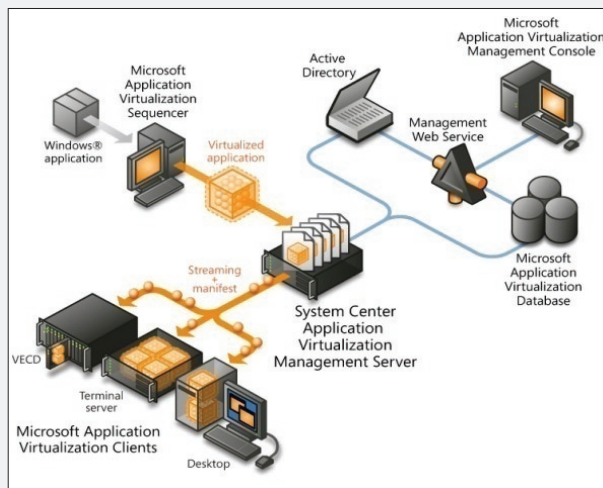 Microsoft
Application Virtualization
Management Console
Active
Directory
Microsoft
Application
Virtualization
Sequencer
Management
Web Service
Windows®
application
Virtualized
application
Microsoft
Application
Virtualization
Database
Streaming
+
manifest
System Center
Application
Virtualization
Management Server
VECD
Terminal
server
Microsoft Application
Virtualization Clients
Desktop